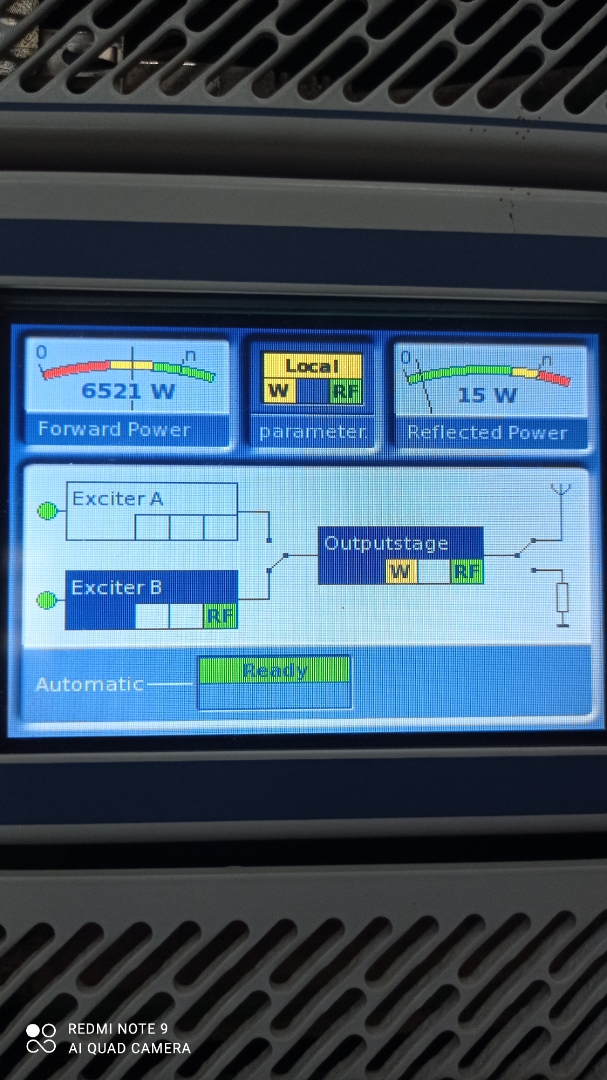 0 n
6521 W
Forward Power
Local
W RF
parameter
0 n
15 W
Reflected Power
Exciter A
Exciter B
RF
Outputstage
W RF
Automatic
Ready
REDMI NOTE 9
AI QUAD CAMERA